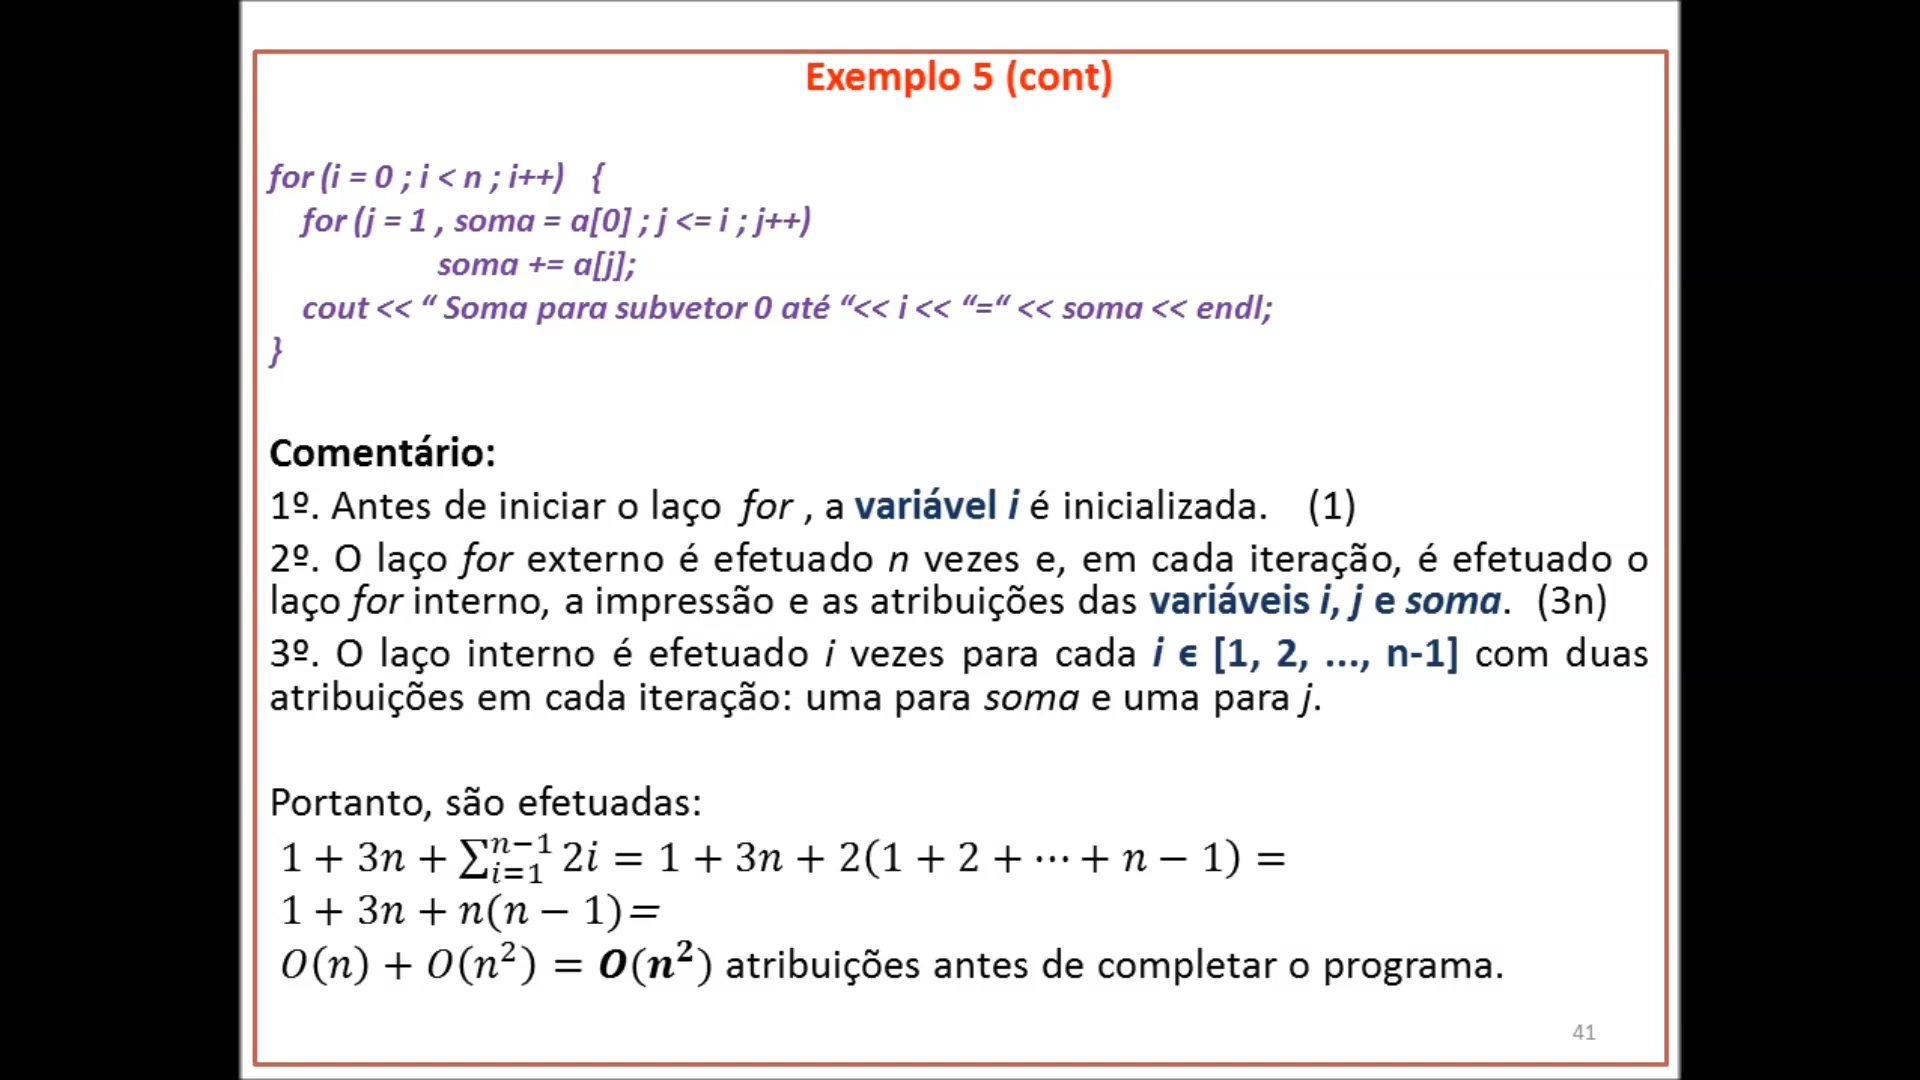 Exemplo 5 (cont)
for (i = 0 ; i < n ; i++) {
for (j = 1 , soma = a[0] ; j <= i ; j++)
soma += a[j];
cout << “ Soma para subvetor 0 até “<< i << “=“ << soma << endl;
}
Comentário:
1º. Antes de iniciar o laço for , a variável i é inicializada. (1)
2º. O laço for externo é efetuado n vezes e, em cada iteração, é efetuado o
laço for interno, a impressão e as atribuições das variáveis i, j e soma. (3n)
3º. O laço interno é efetuado i vezes para cada i ϵ [1, 2, ..., n-1] com duas
atribuições em cada iteração: uma para soma e uma para j.
Portanto, são efetuadas:
1 + 3n + ∑_{i=1}^{n−1} 2i = 1 + 3n + 2(1 + 2 + ⋯ + n − 1) =
1 + 3n + n(n − 1)=
O(n) + O(n²) = O(n²) atribuições antes de completar o programa.
41